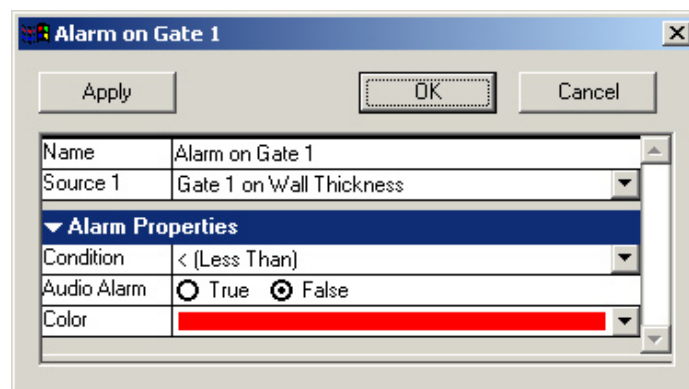 Alarm on Gate 1
Apply OK Cancel
Name Alarm on Gate 1
Source 1 Gate 1 on Wall Thickness
Alarm Properties
Condition < (Less Than)
Audio Alarm True False
Color